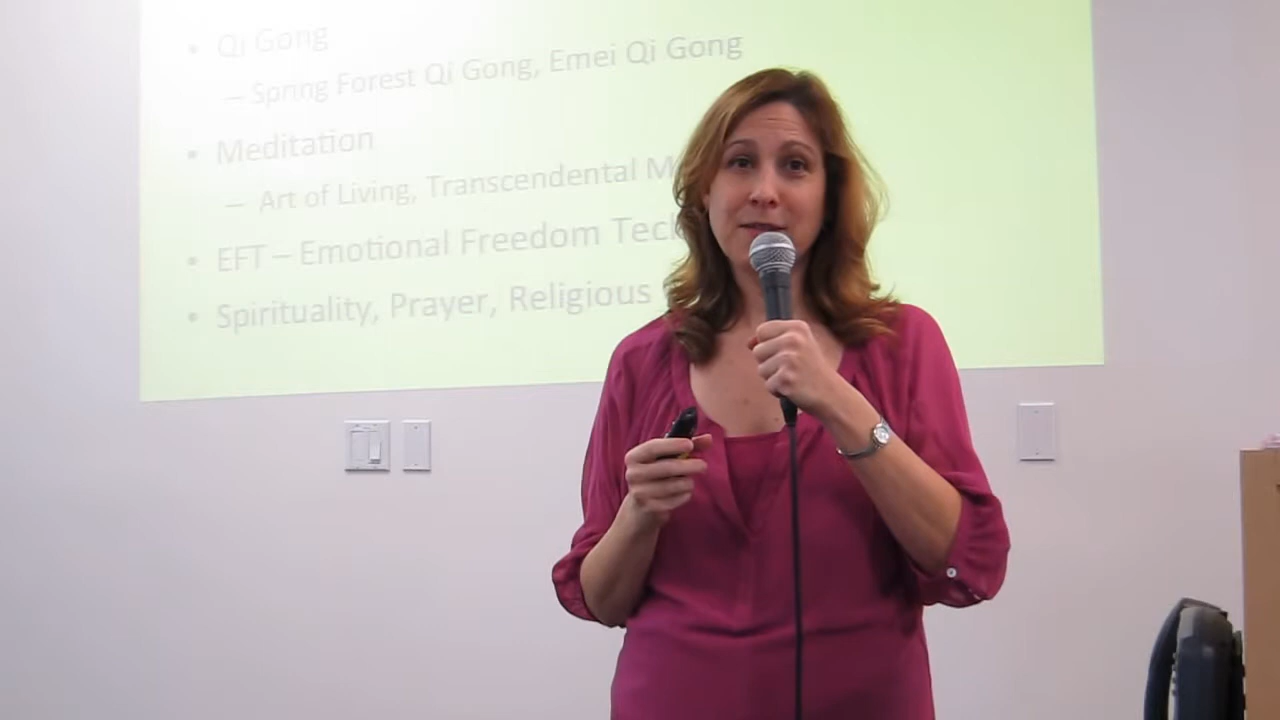 • Qi Gong
– Spring Forest Qi Gong, Emei Qi Gong
• Meditation
– Art of Living, Transcendental M
• EFT – Emotional Freedom Tec
• Spirituality, Prayer, Religious